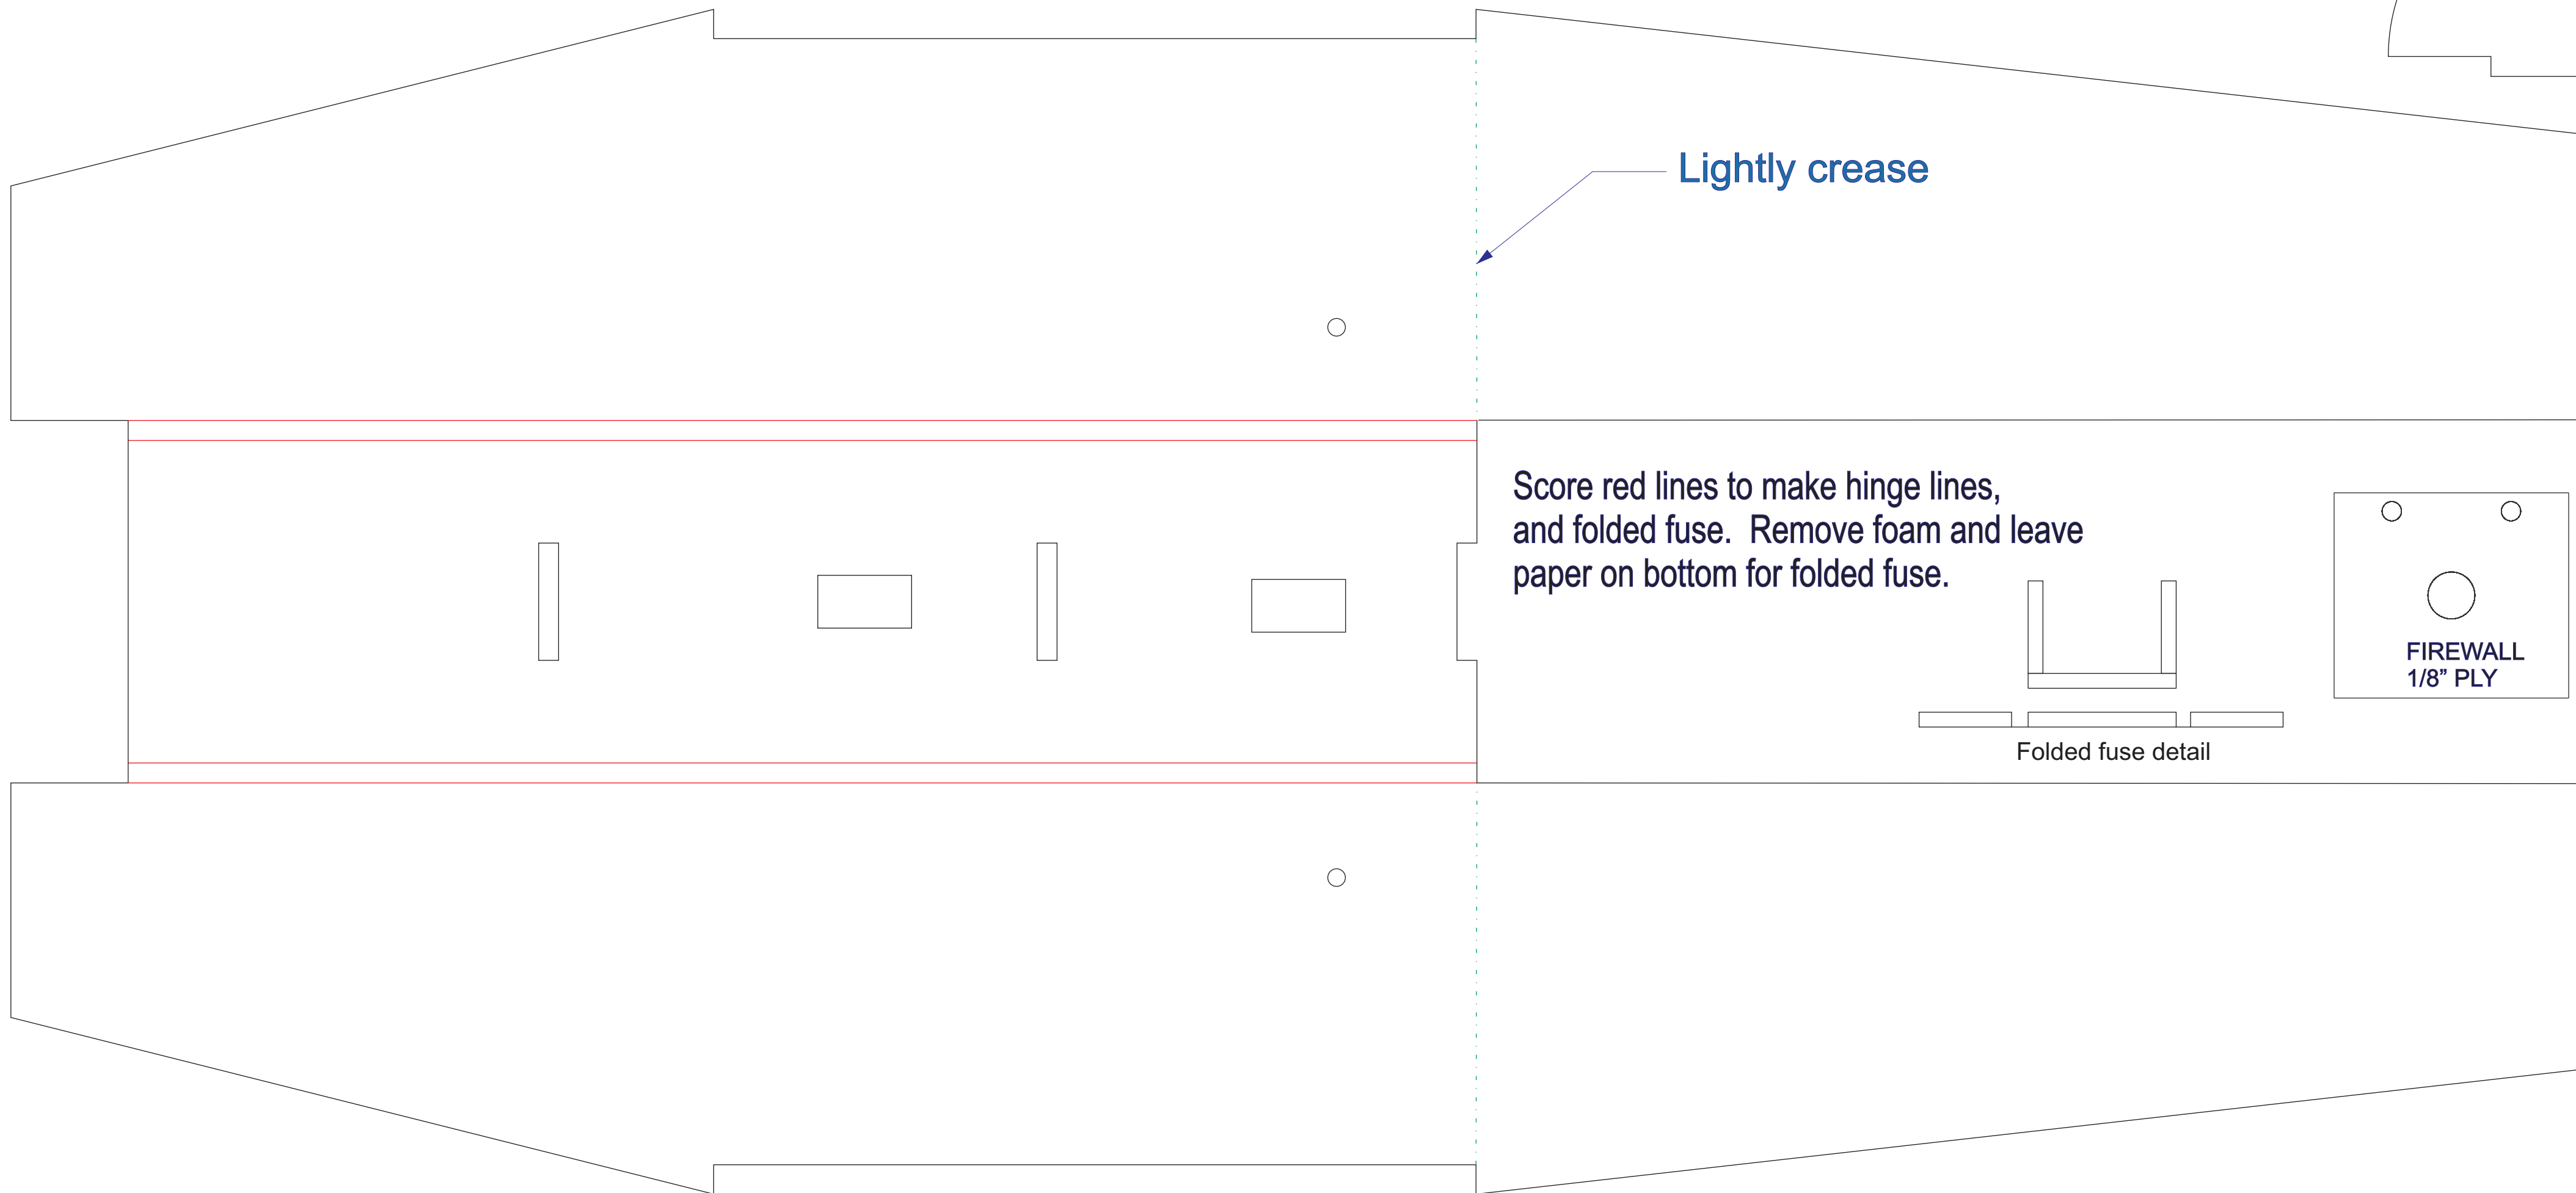 Lightly crease
Score red lines to make hinge lines,
and folded fuse.  Remove foam and leave
paper on bottom for folded fuse.
FIREWALL
1/8” PLY
Folded fuse detail